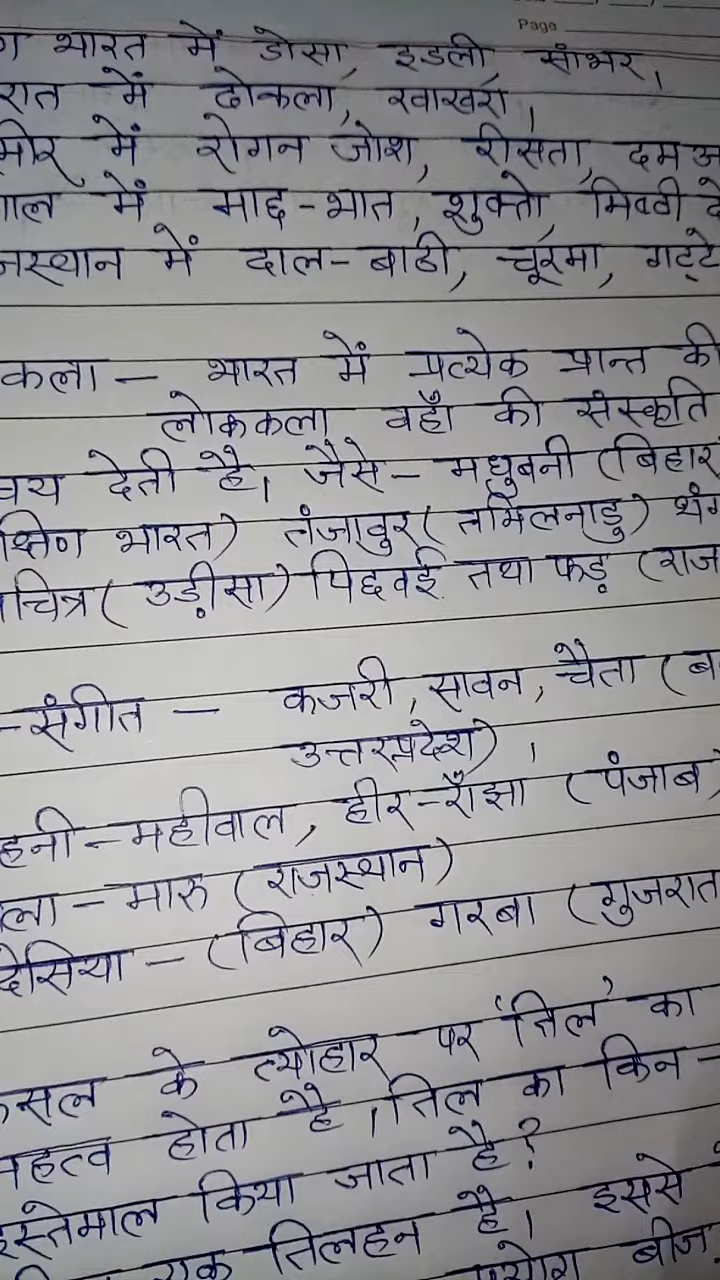 Page
भारत में डोसा, इडली, सांभर,
रात में ढोकला, खाखरा,
मीर में रोगन जोश, रीसता, दम
गाल में माछ-भात, शुक्तो, मिठ्ठी दे
स्थान में दाल-बाटी, चूरमा, गट्टे
कला - भारत में प्रत्येक प्रान्त की
लोककला वहाँ की संस्कृति
चय देती है, जैसे- मधुबनी (बिहार
क्षिण भारत) तंजावुर (तमिलनाडु) थंग
चित्र (उड़ीसा) पिछवई तथा फड़ (राज
-संगीत - कजरी, सावन, चैता (ब
उत्तरप्रदेश),
हनी-महीवाल, हीर-राँझा (पंजाब)
ला-मारु (राजस्थान)
देसिया - (बिहार) गरबा (गुजरात
सल के त्योहार पर 'तिल' का
महत्व होता है, तिल का किन-
इस्तेमाल किया जाता है?
एक तिलहन है। इससे
बीज